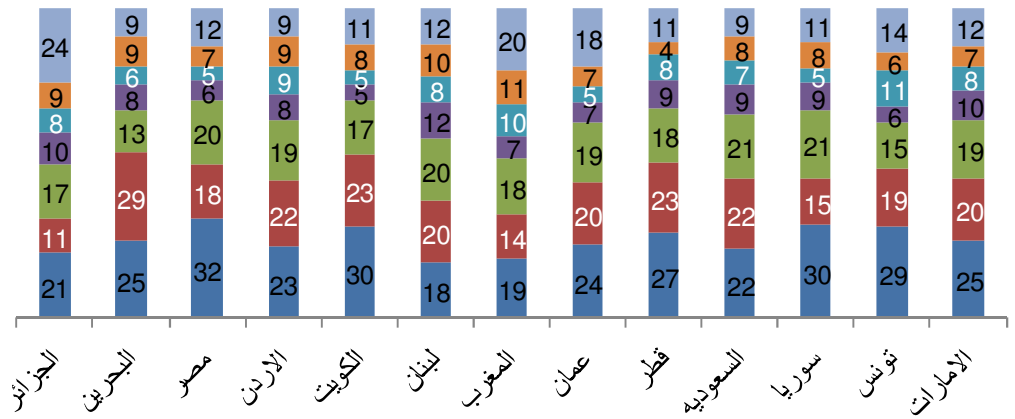 24 9 12 9 11 12 20 18 11 9 11 14 12
9 9 7 9 8 10 11 7 4 8 8 6 7
8 6 5 9 5 8 10 5 8 7 5 11 8
10 8 6 8 5 12 7 7 9 9 9 6 10
17 13 20 19 17 20 18 19 18 21 21 15 19
11 29 18 22 23 20 14 20 23 22 15 19 20
21 25 32 23 30 18 19 24 27 22 30 29 25
الجزائر
البحرين
مصر
الاردن
الكويت
لبنان
المغرب
عمان
قطر
السعوديه
سوريا
تونس
الامارات